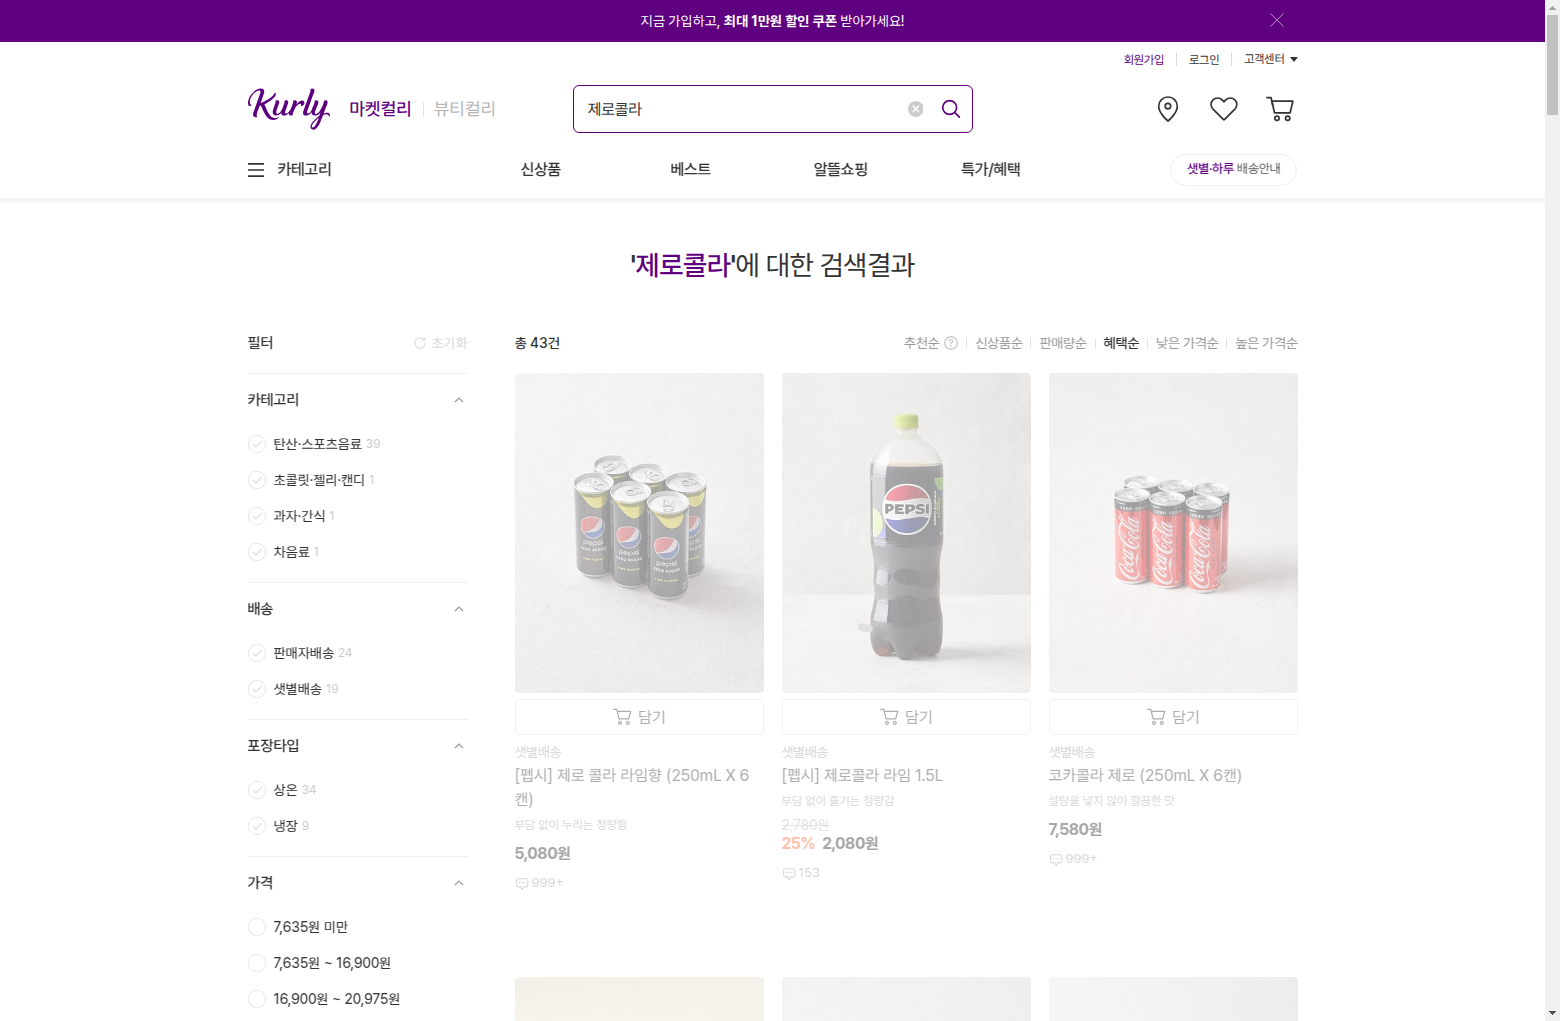 지금 가입하고, 최대 1만원 할인 쿠폰 받아가세요!
회원가입 로그인 고객센터
Kurly 마켓컬리 뷰티컬리
제로콜라
카테고리 신상품 베스트 알뜰쇼핑 특가/혜택 샛별·하루 배송안내
'제로콜라'에 대한 검색결과
필터 초기화
총 43건 추천순 ? 신상품순 판매량순 혜택순 낮은 가격순 높은 가격순
카테고리
탄산·스포츠음료 39
초콜릿·젤리·캔디 1
과자·간식 1
차음료 1
배송
판매자배송 24
샛별배송 19
포장타입
상온 34
냉장 9
가격
7,635원 미만
7,635원 ~ 16,900원
16,900원 ~ 20,975원
pepsi
pepsi
pepsi
담기
샛별배송
[펩시] 제로 콜라 라임향 (250mL X 6
캔)
부담 없이 누리는 청량함
5,080원
999+
PEPSI
담기
샛별배송
[펩시] 제로콜라 라임 1.5L
부담 없이 즐기는 청량감
2,780원
25% 2,080원
153
Coca-Cola
Coca-Cola
Coca-Cola
담기
샛별배송
코카콜라 제로 (250mL X 6캔)
설탕을 넣지 않아 깔끔한 맛
7,580원
999+